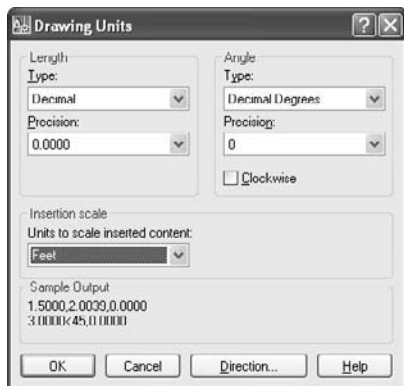 Drawing Units
Length
Type:
Decimal
Precision:
0.0000
Angle
Type:
Decimal Degrees
Precision:
0
Clockwise
Insertion scale
Units to scale inserted content:
Feet
Sample Output
1.5000,2.0039,0.0000
3.0000<45,0.0000
OK Cancel Direction... Help